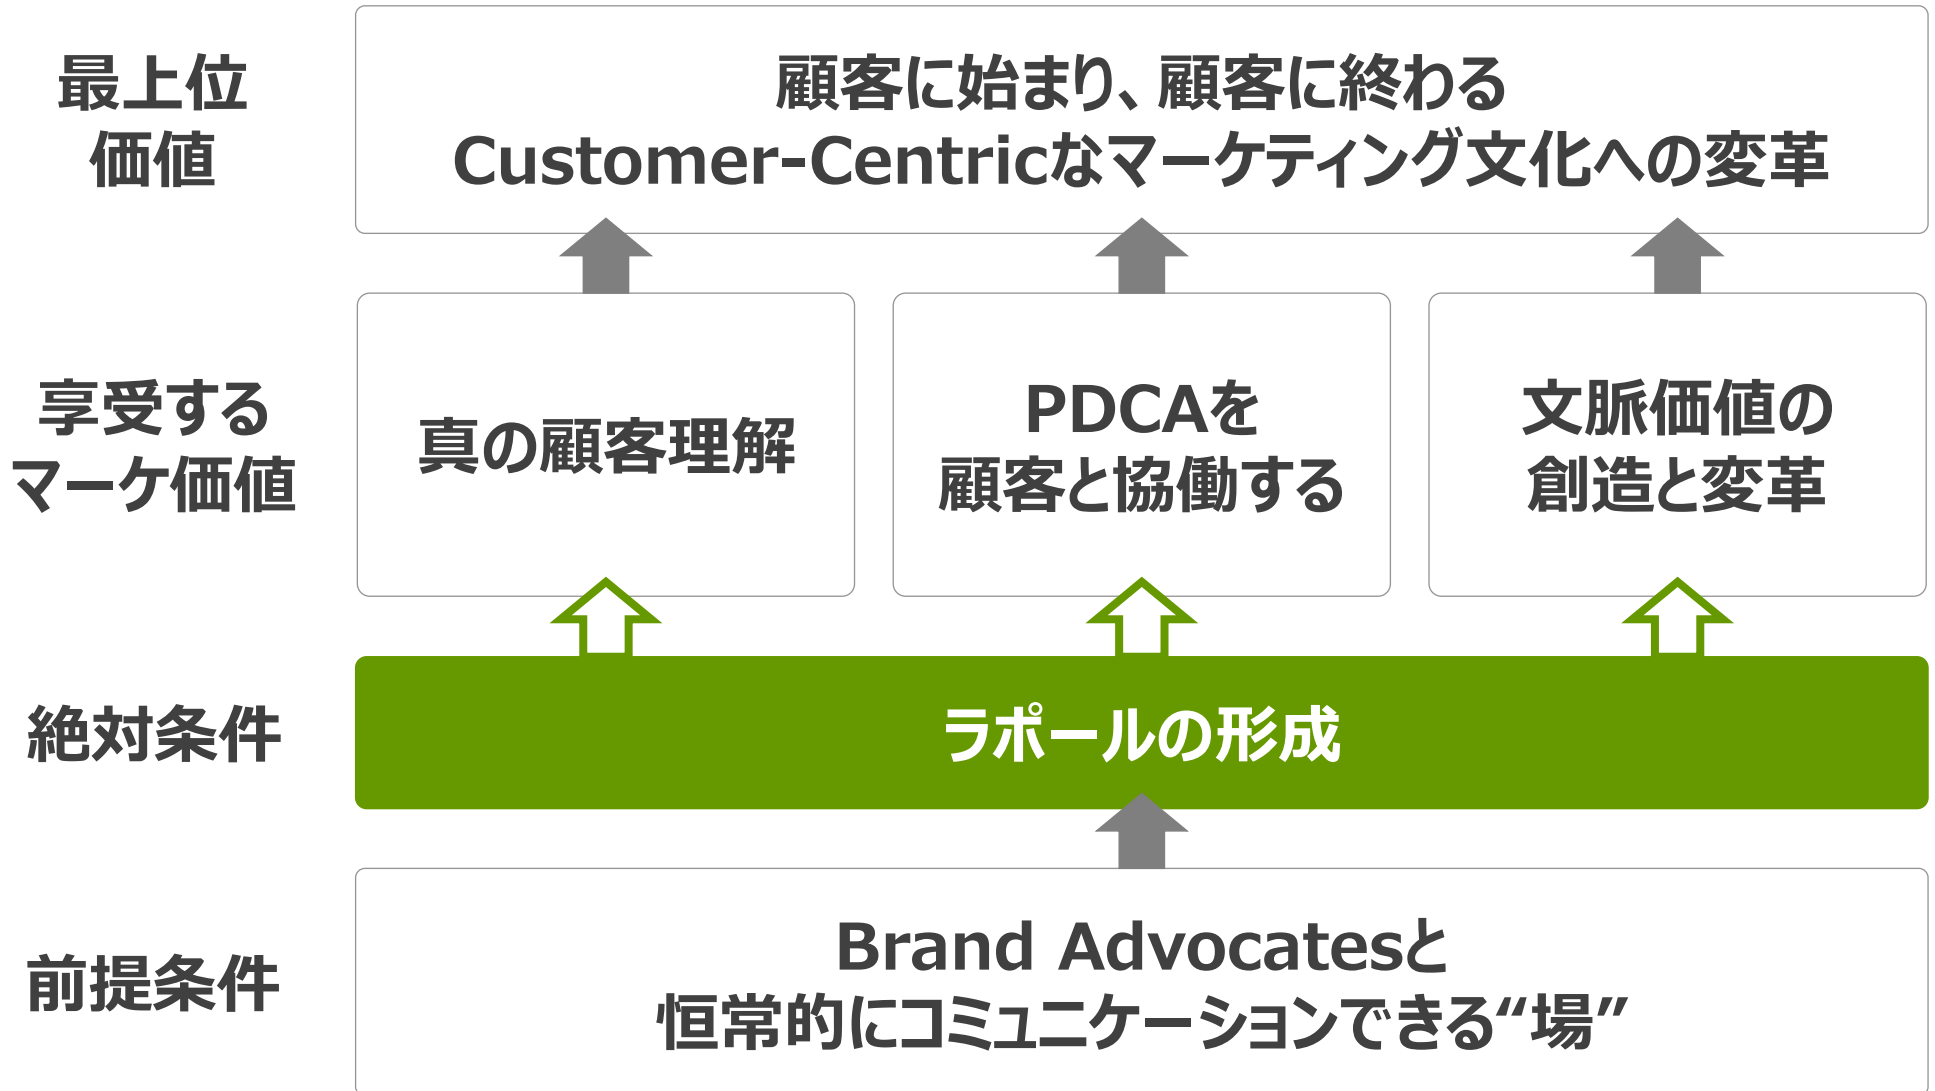 最上位
価値
顧客に始まり、顧客に終わる
Customer-Centricなマーケティング文化への変革
享受する
マーケ価値
真の顧客理解
PDCAを
顧客と協働する
文脈価値の
創造と変革
絶対条件
ラポールの形成
前提条件
Brand Advocatesと
恒常的にコミュニケーションできる“場”